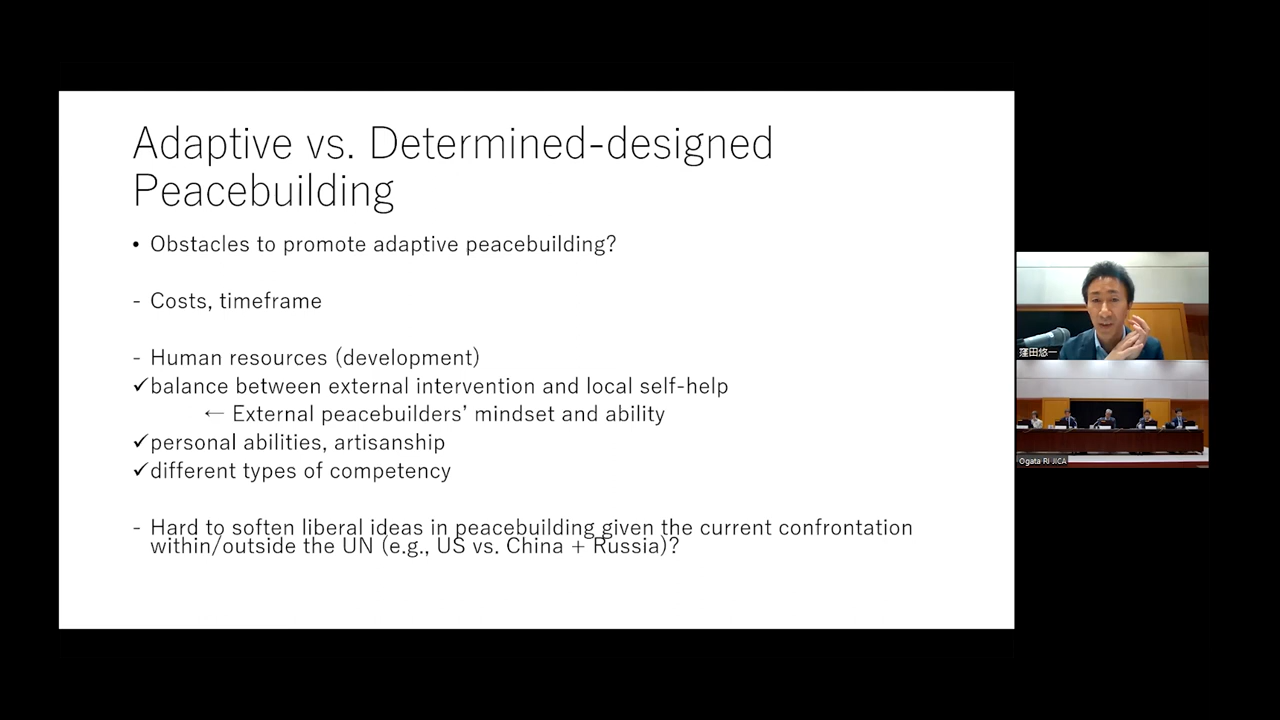 Adaptive vs. Determined-designed
Peacebuilding
• Obstacles to promote adaptive peacebuilding?
- Costs, timeframe
- Human resources (development)
✓balance between external intervention and local self-help
← External peacebuilders’ mindset and ability
✓personal abilities, artisanship
✓different types of competency
- Hard to soften liberal ideas in peacebuilding given the current confrontation
within/outside the UN (e.g., US vs. China + Russia)?
窪田悠一
Ogata RI JICA